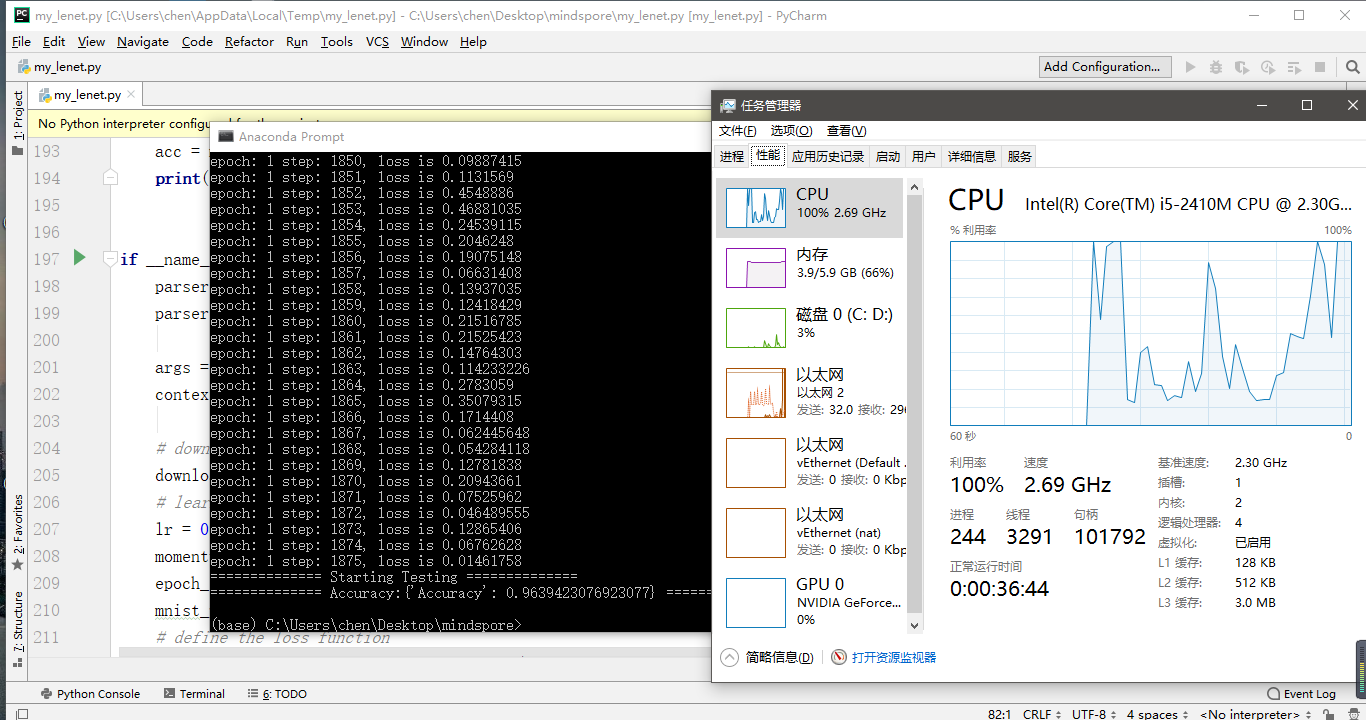 my_lenet.py [C:\Users\chen\AppData\Local\Temp\my_lenet.py] - C:\Users\chen\Desktop\mindspore\my_lenet.py [my_lenet.py] - PyCharm
File Edit View Navigate Code Refactor Run Tools VCS Window Help
my_lenet.py
Add Configuration...
my_lenet.py
1: Project
2: Favorites
7: Structure
No Python interpreter
193 acc =
194 print(
195
196
197 if __name_
198 parser
199 parser
200
201 args =
202 contex
203
204 # down
205 downlo
206 # lear
207 lr = 0
208 moment
209 epoch_
210 mnist_
211 # define the loss function
Anaconda Prompt
epoch: 1 step: 1850, loss is 0.09887415
epoch: 1 step: 1851, loss is 0.1131569
epoch: 1 step: 1852, loss is 0.4548886
epoch: 1 step: 1853, loss is 0.46881035
epoch: 1 step: 1854, loss is 0.24539115
epoch: 1 step: 1855, loss is 0.2046248
epoch: 1 step: 1856, loss is 0.19075148
epoch: 1 step: 1857, loss is 0.06631408
epoch: 1 step: 1858, loss is 0.13937035
epoch: 1 step: 1859, loss is 0.12418429
epoch: 1 step: 1860, loss is 0.21516785
epoch: 1 step: 1861, loss is 0.21525423
epoch: 1 step: 1862, loss is 0.14764303
epoch: 1 step: 1863, loss is 0.114233226
epoch: 1 step: 1864, loss is 0.2783059
epoch: 1 step: 1865, loss is 0.35079315
epoch: 1 step: 1866, loss is 0.1714408
epoch: 1 step: 1867, loss is 0.062445648
epoch: 1 step: 1868, loss is 0.054284118
epoch: 1 step: 1869, loss is 0.12781838
epoch: 1 step: 1870, loss is 0.20943661
epoch: 1 step: 1871, loss is 0.07525962
epoch: 1 step: 1872, loss is 0.046489555
epoch: 1 step: 1873, loss is 0.12865406
epoch: 1 step: 1874, loss is 0.06762628
epoch: 1 step: 1875, loss is 0.01461758
============== Starting Testing ==============
============== Accuracy:{'Accuracy': 0.9639423076923077} ======
(base) C:\Users\chen\Desktop\mindspore>
任务管理器
文件(F) 选项(O) 查看(V)
进程 性能 应用历史记录 启动 用户 详细信息 服务
CPU
100% 2.69 GHz
内存
3.9/5.9 GB (66%)
磁盘 0 (C: D:)
3%
以太网
以太网 2
发送: 32.0 接收: 296
以太网
vEthernet (Default .
发送: 0 接收: 0 Kbp
以太网
vEthernet (nat)
发送: 0 接收: 0 Kbp
GPU 0
NVIDIA GeForce...
0%
CPU Intel(R) Core(TM) i5-2410M CPU @ 2.30G...
% 利用率 100%
60 秒 0
利用率 速度
100% 2.69 GHz
进程 线程 句柄
244 3291 101792
正常运行时间
0:00:36:44
基准速度: 2.30 GHz
插槽: 1
内核: 2
逻辑处理器: 4
虚拟化: 已启用
L1 缓存: 128 KB
L2 缓存: 512 KB
L3 缓存: 3.0 MB
简略信息(D) 打开资源监视器
Python Console Terminal 6: TODO Event Log
82:1 CRLF UTF-8 4 spaces <No interpreter>